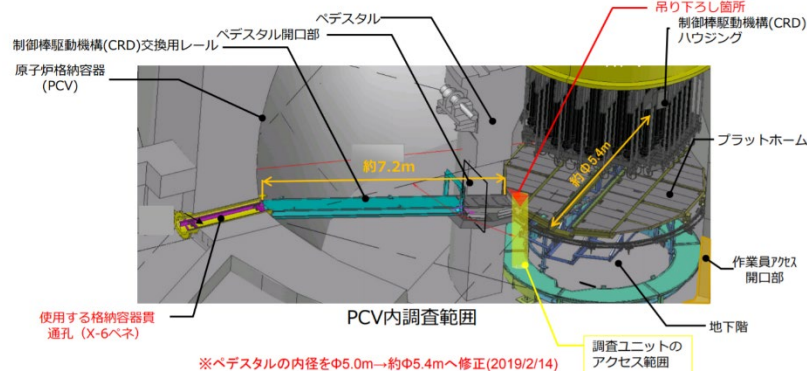 ペデスタル
吊り下ろし箇所
制御棒駆動機構(CRD)
ハウジング
ペデスタル開口部
制御棒駆動機構(CRD)交換用レール
原子炉格納容器
(PCV)
プラットホーム
約7.2m
約Φ5.4m
作業員アクセス
開口部
使用する格納容器貫
通孔（X-6ペネ）
PCV内調査範囲
地下階
調査ユニットの
アクセス範囲
※ペデスタルの内径をΦ5.0m→約Φ5.4mへ修正(2019/2/14)